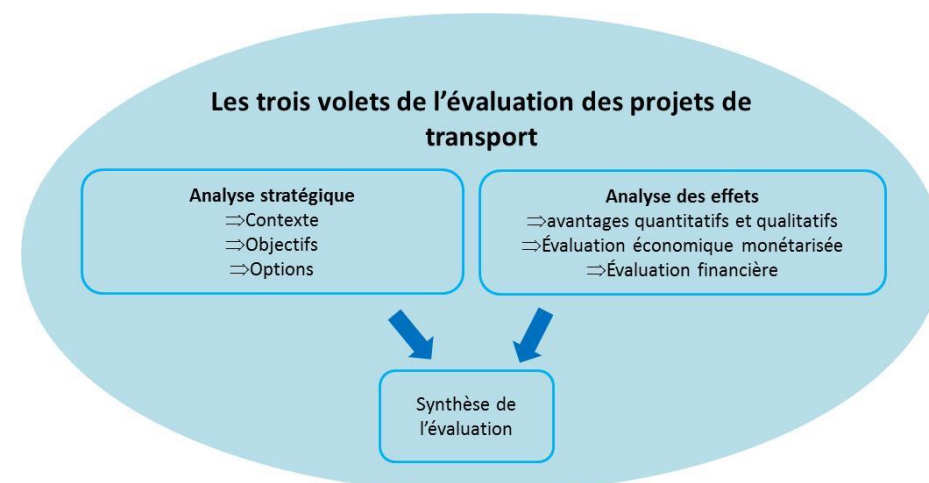 Les trois volets de l’évaluation des projets de
transport
Analyse stratégique
⇒Contexte
⇒Objectifs
⇒Options
Analyse des effets
⇒avantages quantitatifs et qualitatifs
⇒Évaluation économique monétarisée
⇒Évaluation financière
Synthèse de
l’évaluation